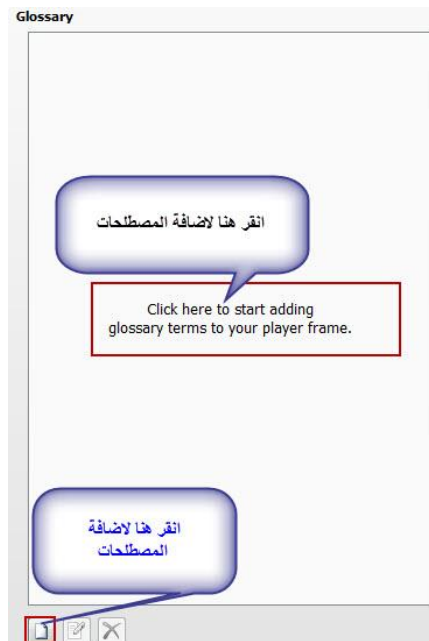 Glossary
انقر هنا لاضافة المصطلحات
Click here to start adding
glossary terms to your player frame.
انقر هنا لاضافة
المصطلحات